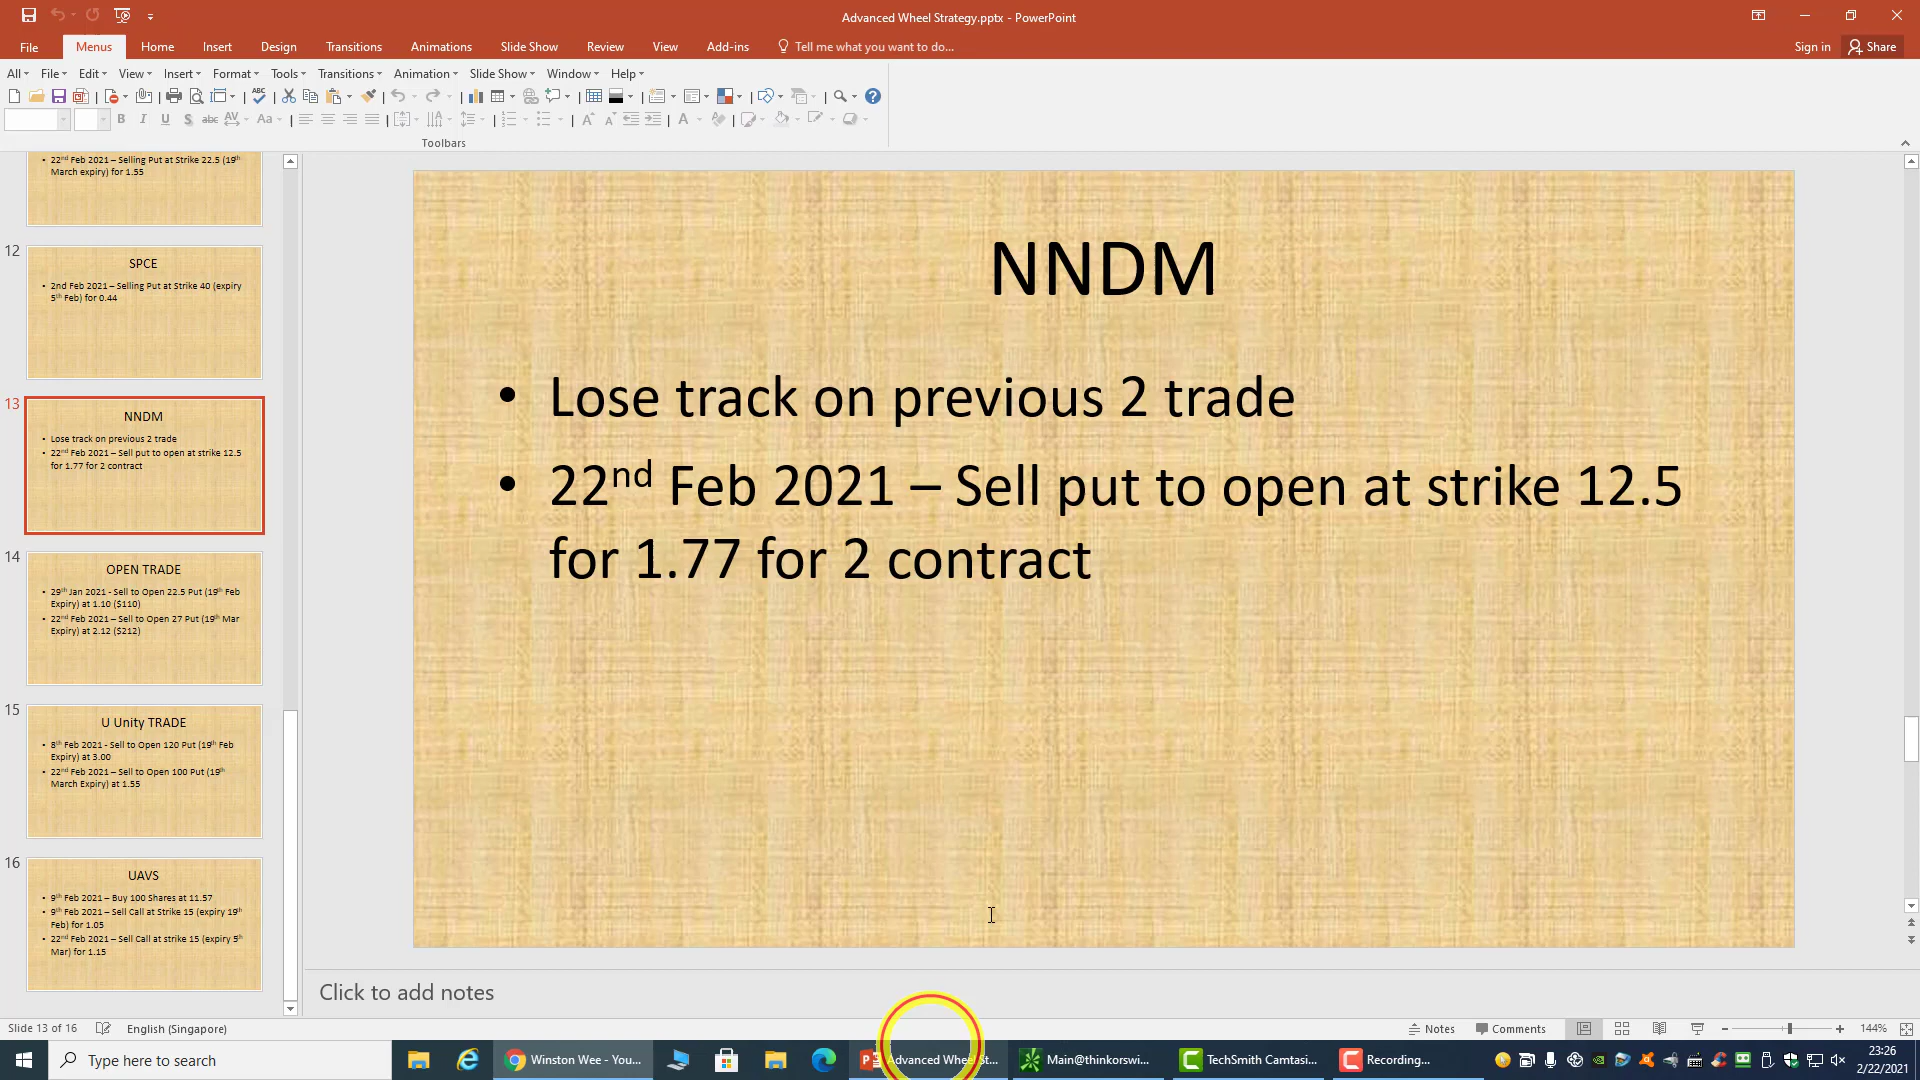 Advanced Wheel Strategy.pptx - PowerPoint
File Menus Home Insert Design Transitions Animations Slide Show Review View Add-ins Tell me what you want to do... Sign in Share
All File Edit View Insert Format Tools Transitions Animation Slide Show Window Help
Toolbars
22nd Feb 2021 – Selling Put at Strike 22.5 (19th
March expiry) for 1.55
12
SPCE
• 2nd Feb 2021 – Selling Put at Strike 40 (expiry
5th Feb) for 0.44
13
NNDM
• Lose track on previous 2 trade
• 22nd Feb 2021 – Sell put to open at strike 12.5
for 1.77 for 2 contract
14
OPEN TRADE
• 29th Jan 2021 - Sell to Open 22.5 Put (19th Feb
Expiry) at 1.10 ($110)
• 22nd Feb 2021 – Sell to Open 27 Put (19th Mar
Expiry) at 2.12 ($212)
15
U Unity TRADE
• 8th Feb 2021 - Sell to Open 120 Put (19th Feb
Expiry) at 3.00
• 22nd Feb 2021 – Sell to Open 100 Put (19th
March Expiry) at 1.55
16
UAVS
• 9th Feb 2021 – Buy 100 Shares at 11.57
• 9th Feb 2021 – Sell Call at Strike 15 (expiry 19th
Feb) for 1.05
• 22nd Feb 2021 – Sell Call at strike 15 (expiry 5th
Mar) for 1.15
NNDM
• Lose track on previous 2 trade
• 22nd Feb 2021 – Sell put to open at strike 12.5
for 1.77 for 2 contract
Click to add notes
Slide 13 of 16 English (Singapore) Notes Comments 144%
Type here to search Winston Wee - You... Advanced Wheel St... Main@thinkorswi... TechSmith Camtasi... Recording... 23:26
2/22/2021